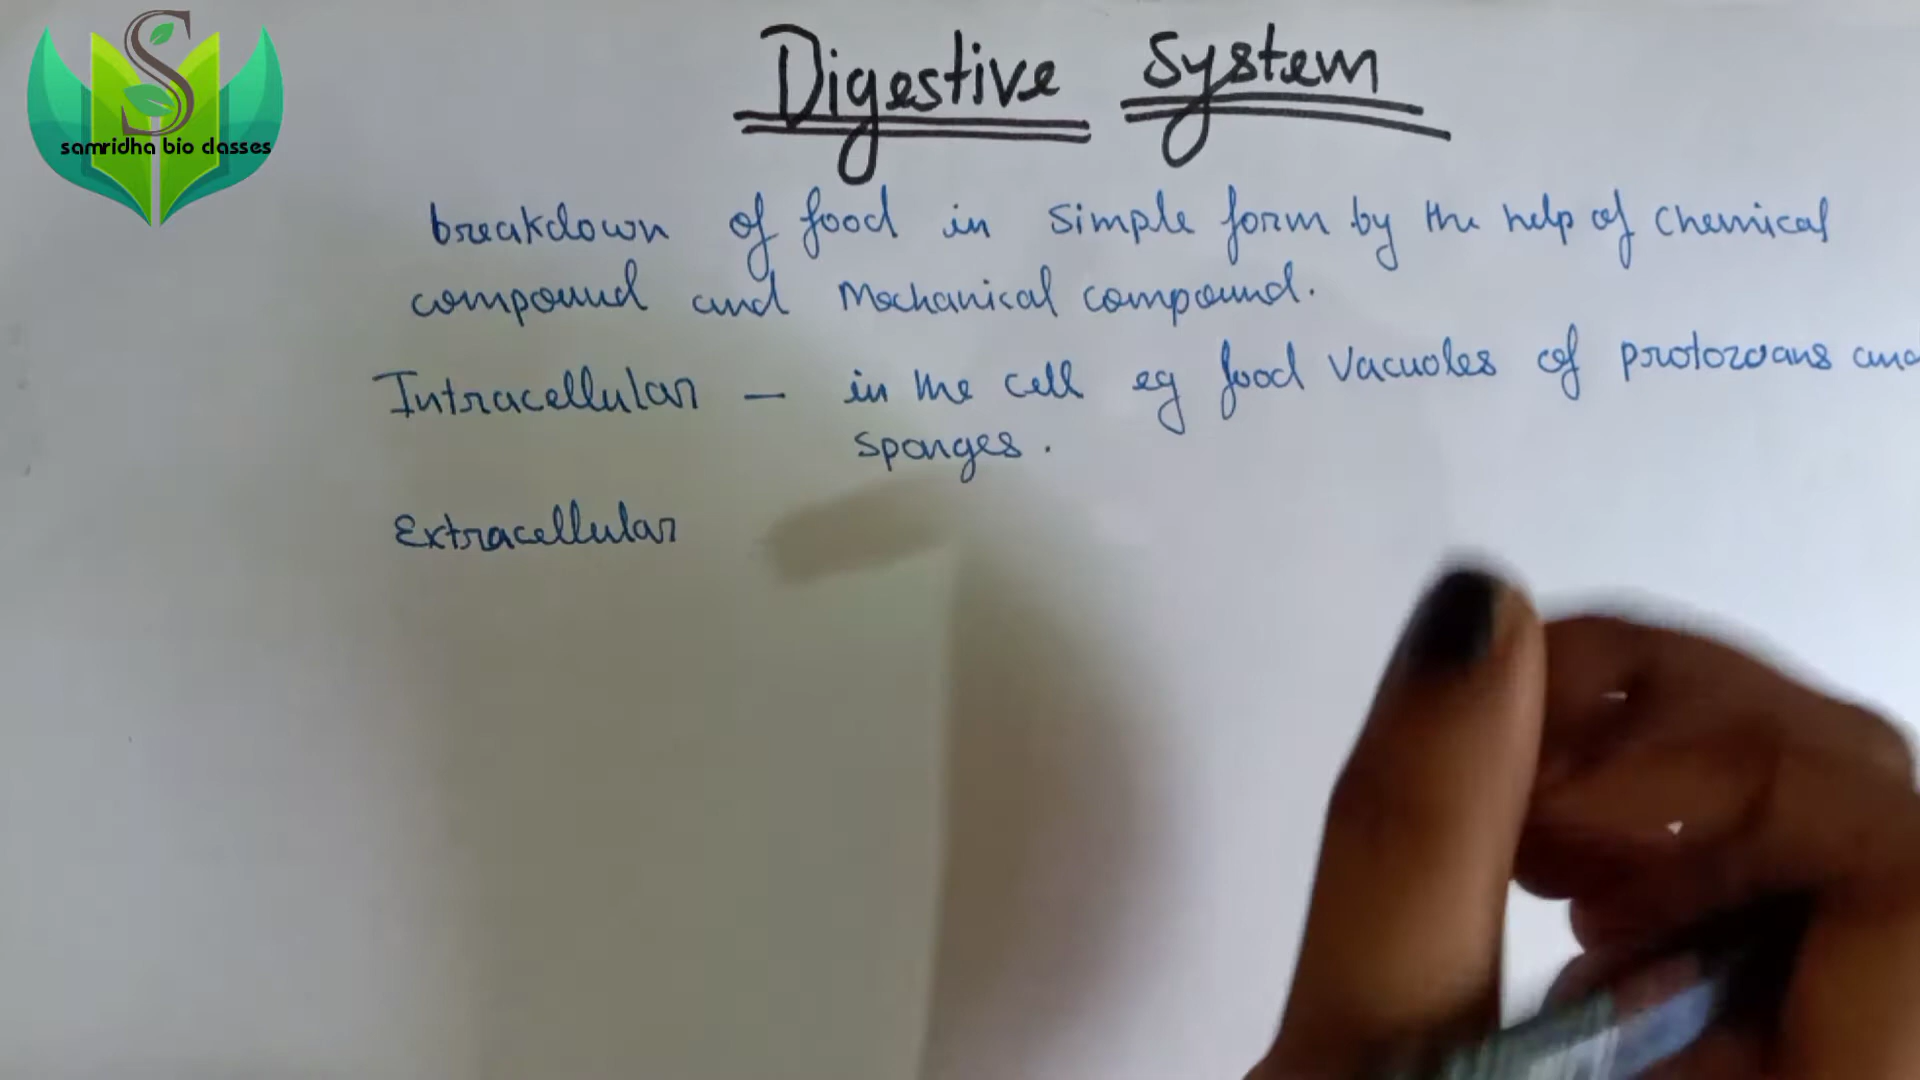 samridha bio classes
Digestive System
breakdown of food in simple form by the help of chemical
compound and Mechanical compound.
Intracellular — in the cell eg food vacuoles of protozoans and
sponges.
Extracellular